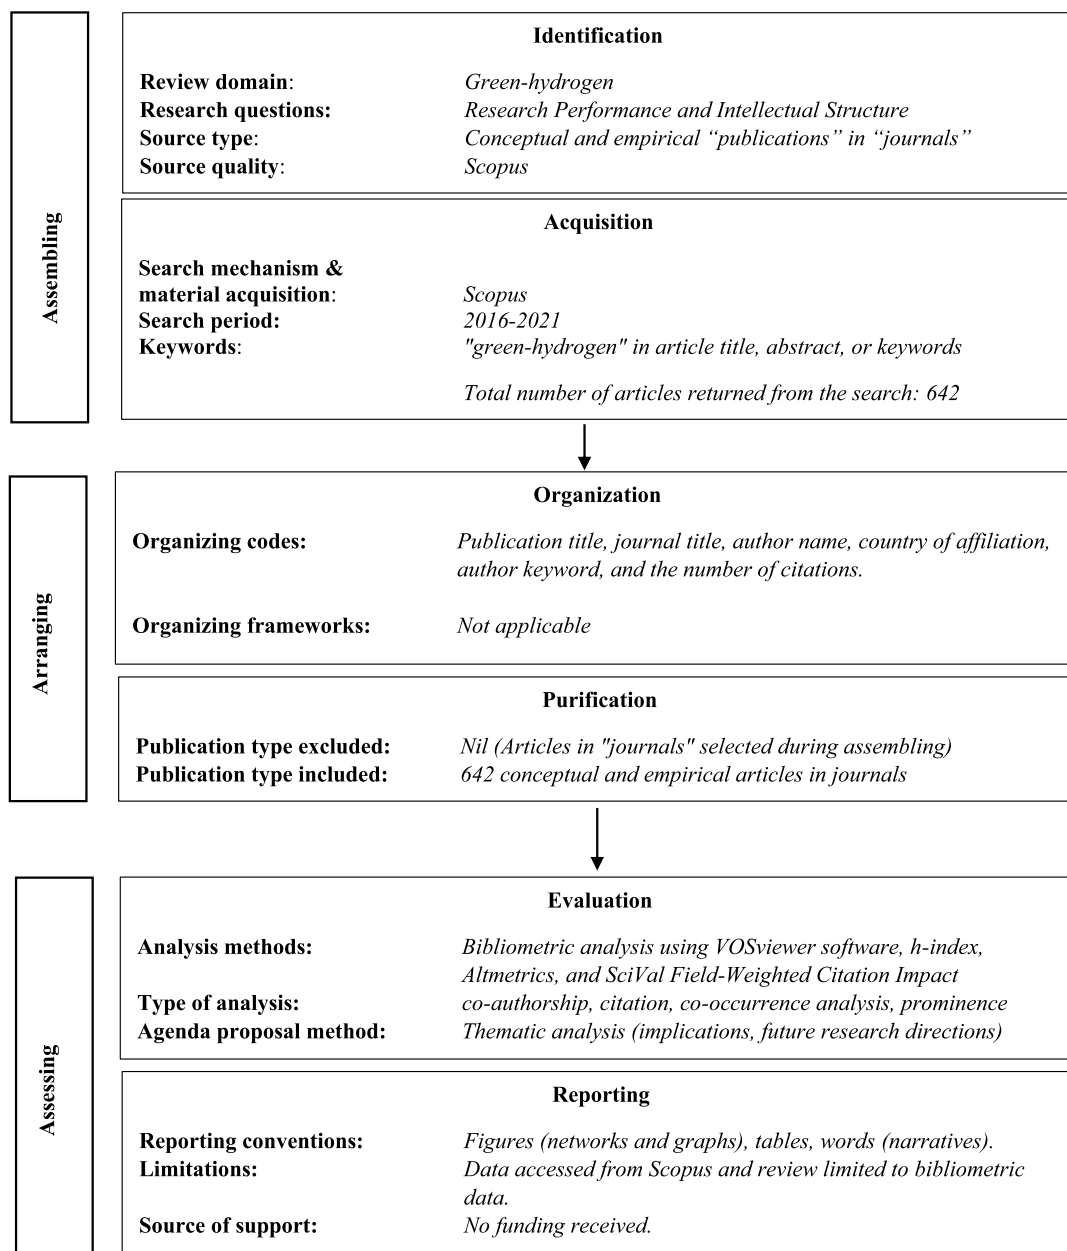 Assembling
Identification
Review domain: Green-hydrogen
Research questions: Research Performance and Intellectual Structure
Source type: Conceptual and empirical “publications” in “journals”
Source quality: Scopus
Acquisition
Search mechanism &
material acquisition: Scopus
Search period: 2016-2021
Keywords: "green-hydrogen" in article title, abstract, or keywords
Total number of articles returned from the search: 642
Arranging
Organization
Organizing codes: Publication title, journal title, author name, country of affiliation,
author keyword, and the number of citations.
Organizing frameworks: Not applicable
Purification
Publication type excluded: Nil (Articles in "journals" selected during assembling)
Publication type included: 642 conceptual and empirical articles in journals
Assessing
Evaluation
Analysis methods: Bibliometric analysis using VOSviewer software, h-index,
Altmetrics, and SciVal Field-Weighted Citation Impact
Type of analysis: co-authorship, citation, co-occurrence analysis, prominence
Agenda proposal method: Thematic analysis (implications, future research directions)
Reporting
Reporting conventions: Figures (networks and graphs), tables, words (narratives).
Limitations: Data accessed from Scopus and review limited to bibliometric
data.
Source of support: No funding received.